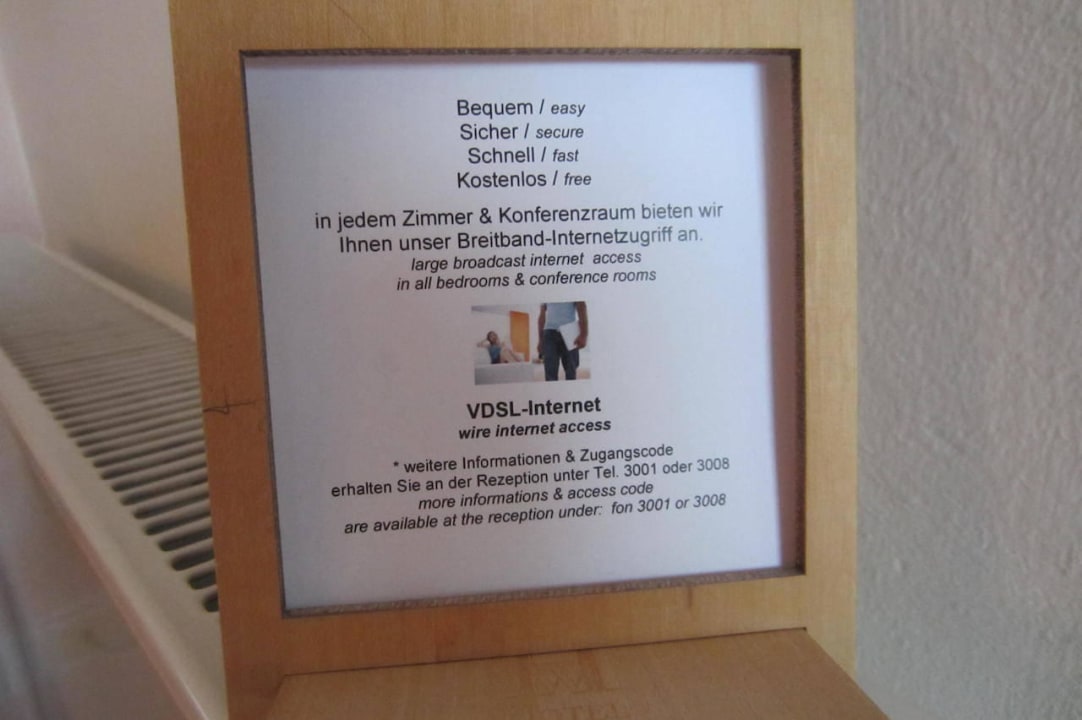 Bequem / easy
Sicher / secure
Schnell / fast
Kostenlos / free
in jedem Zimmer & Konferenzraum bieten wir
Ihnen unser Breitband-Internetzugriff an.
large broadcast internet access
in all bedrooms & conference rooms
VDSL-Internet
wire internet access
* weitere Informationen & Zugangscode
erhalten Sie an der Rezeption unter Tel. 3001 oder 3008
more informations & access code
are available at the reception under: fon 3001 or 3008